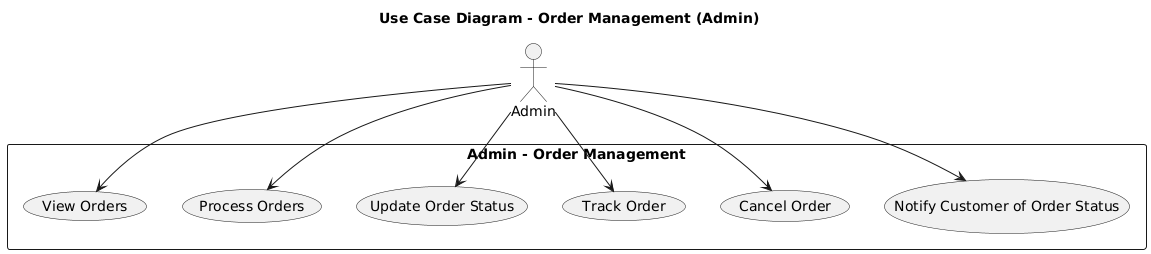 Use Case Diagram - Order Management (Admin)
Admin
Admin - Order Management
View Orders
Process Orders
Update Order Status
Track Order
Cancel Order
Notify Customer of Order Status